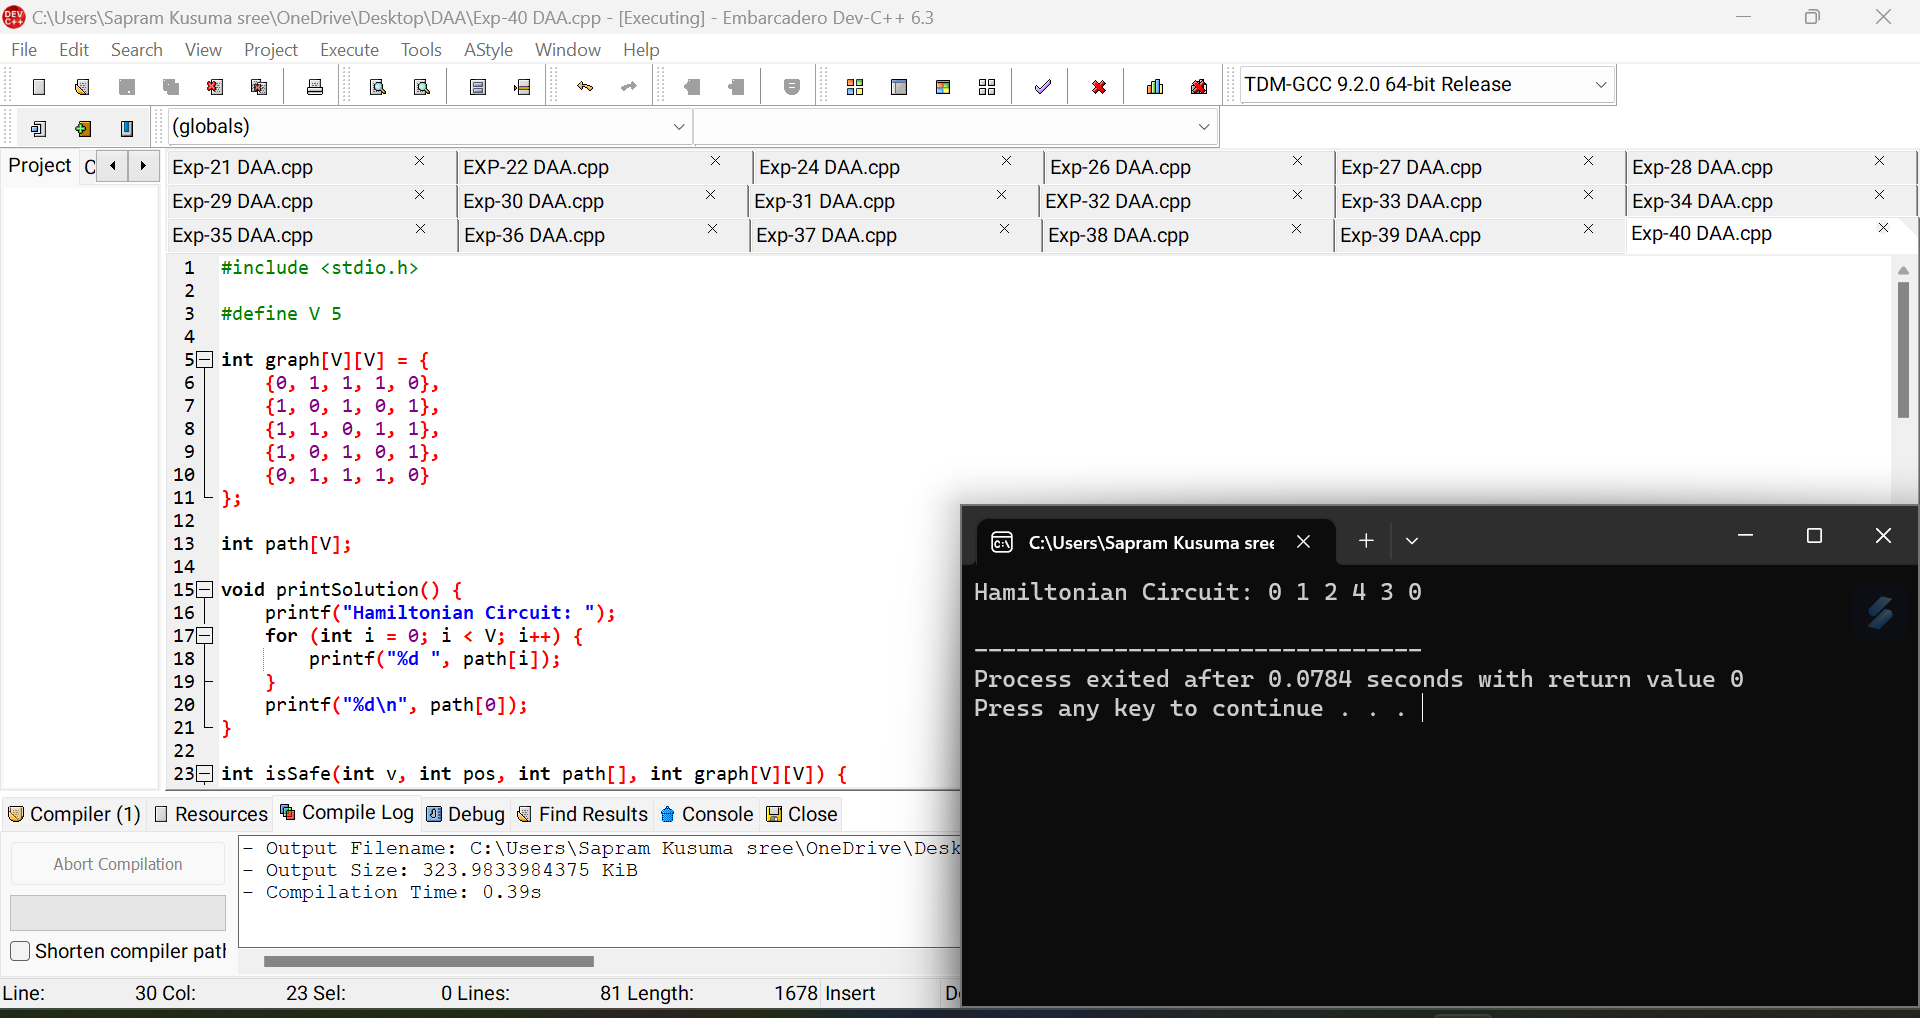 C:\Users\Sapram Kusuma sree\OneDrive\Desktop\DAA\Exp-40 DAA.cpp - [Executing] - Embarcadero Dev-C++ 6.3
File Edit Search View Project Execute Tools AStyle Window Help
TDM-GCC 9.2.0 64-bit Release
(globals)
Project C
Exp-21 DAA.cpp EXP-22 DAA.cpp Exp-24 DAA.cpp Exp-26 DAA.cpp Exp-27 DAA.cpp Exp-28 DAA.cpp
Exp-29 DAA.cpp Exp-30 DAA.cpp Exp-31 DAA.cpp EXP-32 DAA.cpp Exp-33 DAA.cpp Exp-34 DAA.cpp
Exp-35 DAA.cpp Exp-36 DAA.cpp Exp-37 DAA.cpp Exp-38 DAA.cpp Exp-39 DAA.cpp Exp-40 DAA.cpp
1 #include <stdio.h>
2
3 #define V 5
4
5 int graph[V][V] = {
6 {0, 1, 1, 1, 0},
7 {1, 0, 1, 0, 1},
8 {1, 1, 0, 1, 1},
9 {1, 0, 1, 0, 1},
10 {0, 1, 1, 1, 0}
11 };
12
13 int path[V];
14
15 void printSolution() {
16 printf("Hamiltonian Circuit: ");
17 for (int i = 0; i < V; i++) {
18 printf("%d ", path[i]);
19 }
20 printf("%d\n", path[0]);
21 }
22
23 int isSafe(int v, int pos, int path[], int graph[V][V]) {
C:\Users\Sapram Kusuma sree
Hamiltonian Circuit: 0 1 2 4 3 0
--------------------------------
Process exited after 0.0784 seconds with return value 0
Press any key to continue . . .
Compiler (1) Resources Compile Log Debug Find Results Console Close
Abort Compilation
Shorten compiler path
- Output Filename: C:\Users\Sapram Kusuma sree\OneDrive\Desk
- Output Size: 323.9833984375 KiB
- Compilation Time: 0.39s
Line: 30 Col: 23 Sel: 0 Lines: 81 Length: 1678 Insert